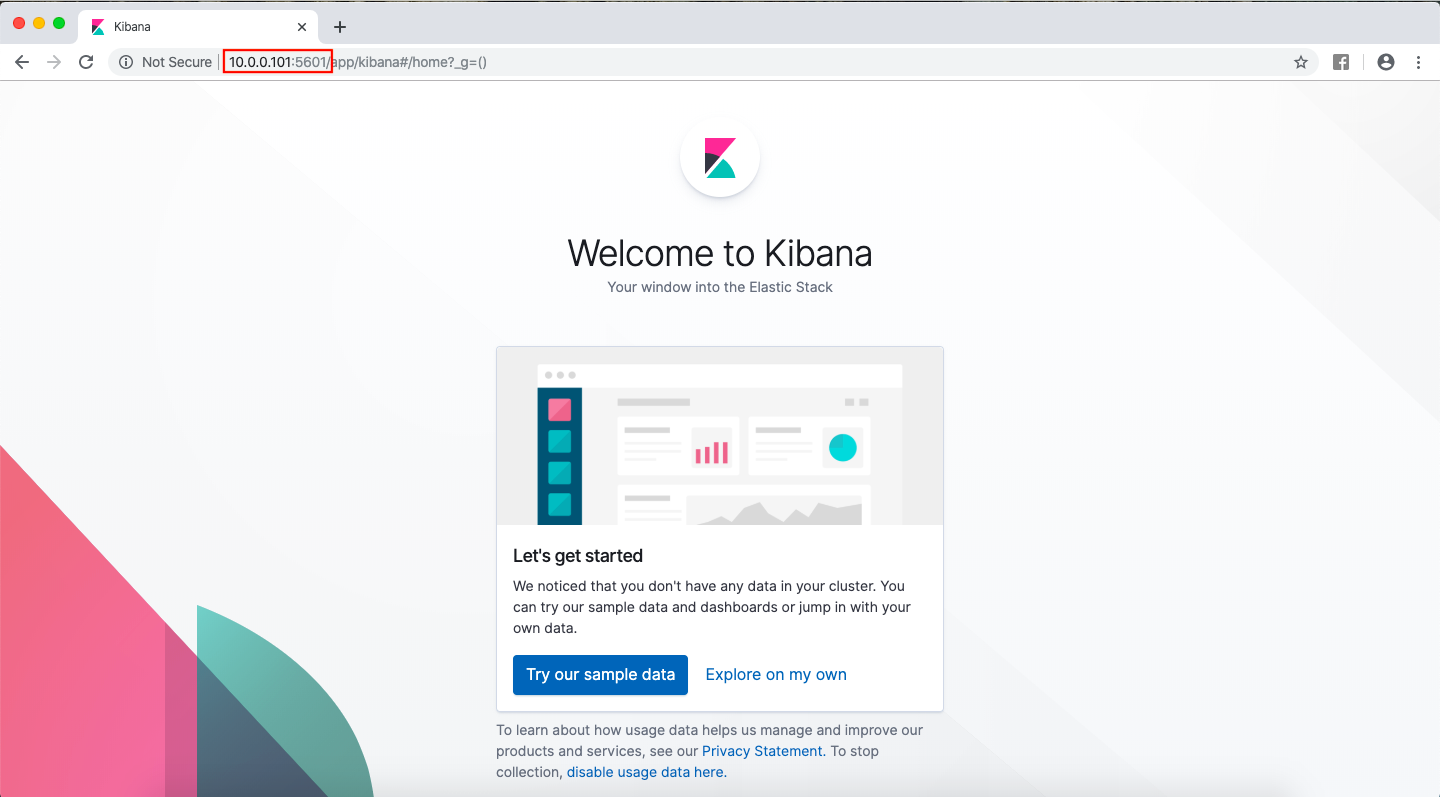 Kibana
Not Secure 10.0.0.101:5601/app/kibana#/home?_g=()
Welcome to Kibana
Your window into the Elastic Stack
Let's get started
We noticed that you don't have any data in your cluster. You
can try our sample data and dashboards or jump in with your
own data.
Try our sample data Explore on my own
To learn about how usage data helps us manage and improve our
products and services, see our Privacy Statement. To stop
collection, disable usage data here.